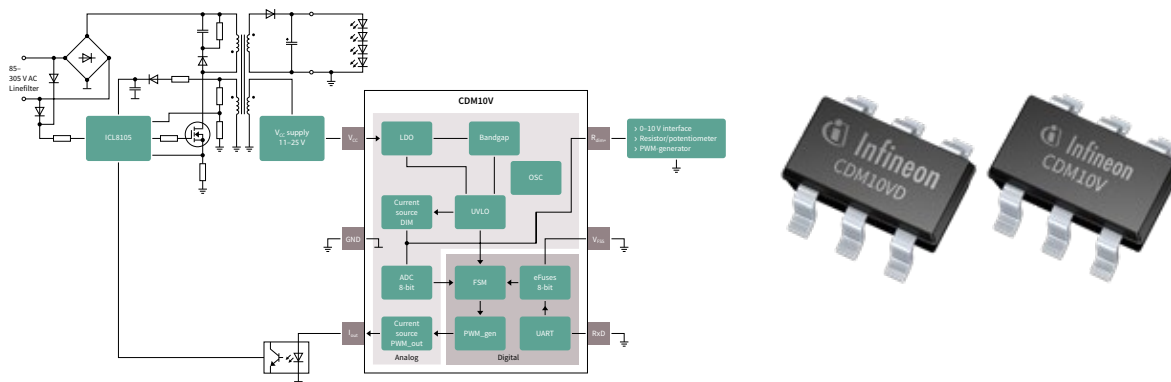 85–
305 V AC
Linefilter
ICL8105
VCC supply
11–25 V
CDM10V
VCC
GND
Iout
LDO
Bandgap
OSC
Current
source
DIM
UVLO
ADC
8-bit
FSM
eFuses
8-bit
Current
source
PWM_out
PWM_gen
UART
Analog
Digital
Rdim+
RxD
> 0–10 V interface
> Resistor/potentiometer
> PWM-generator
Infineon
CDM10VD
Infineon
CDM10V